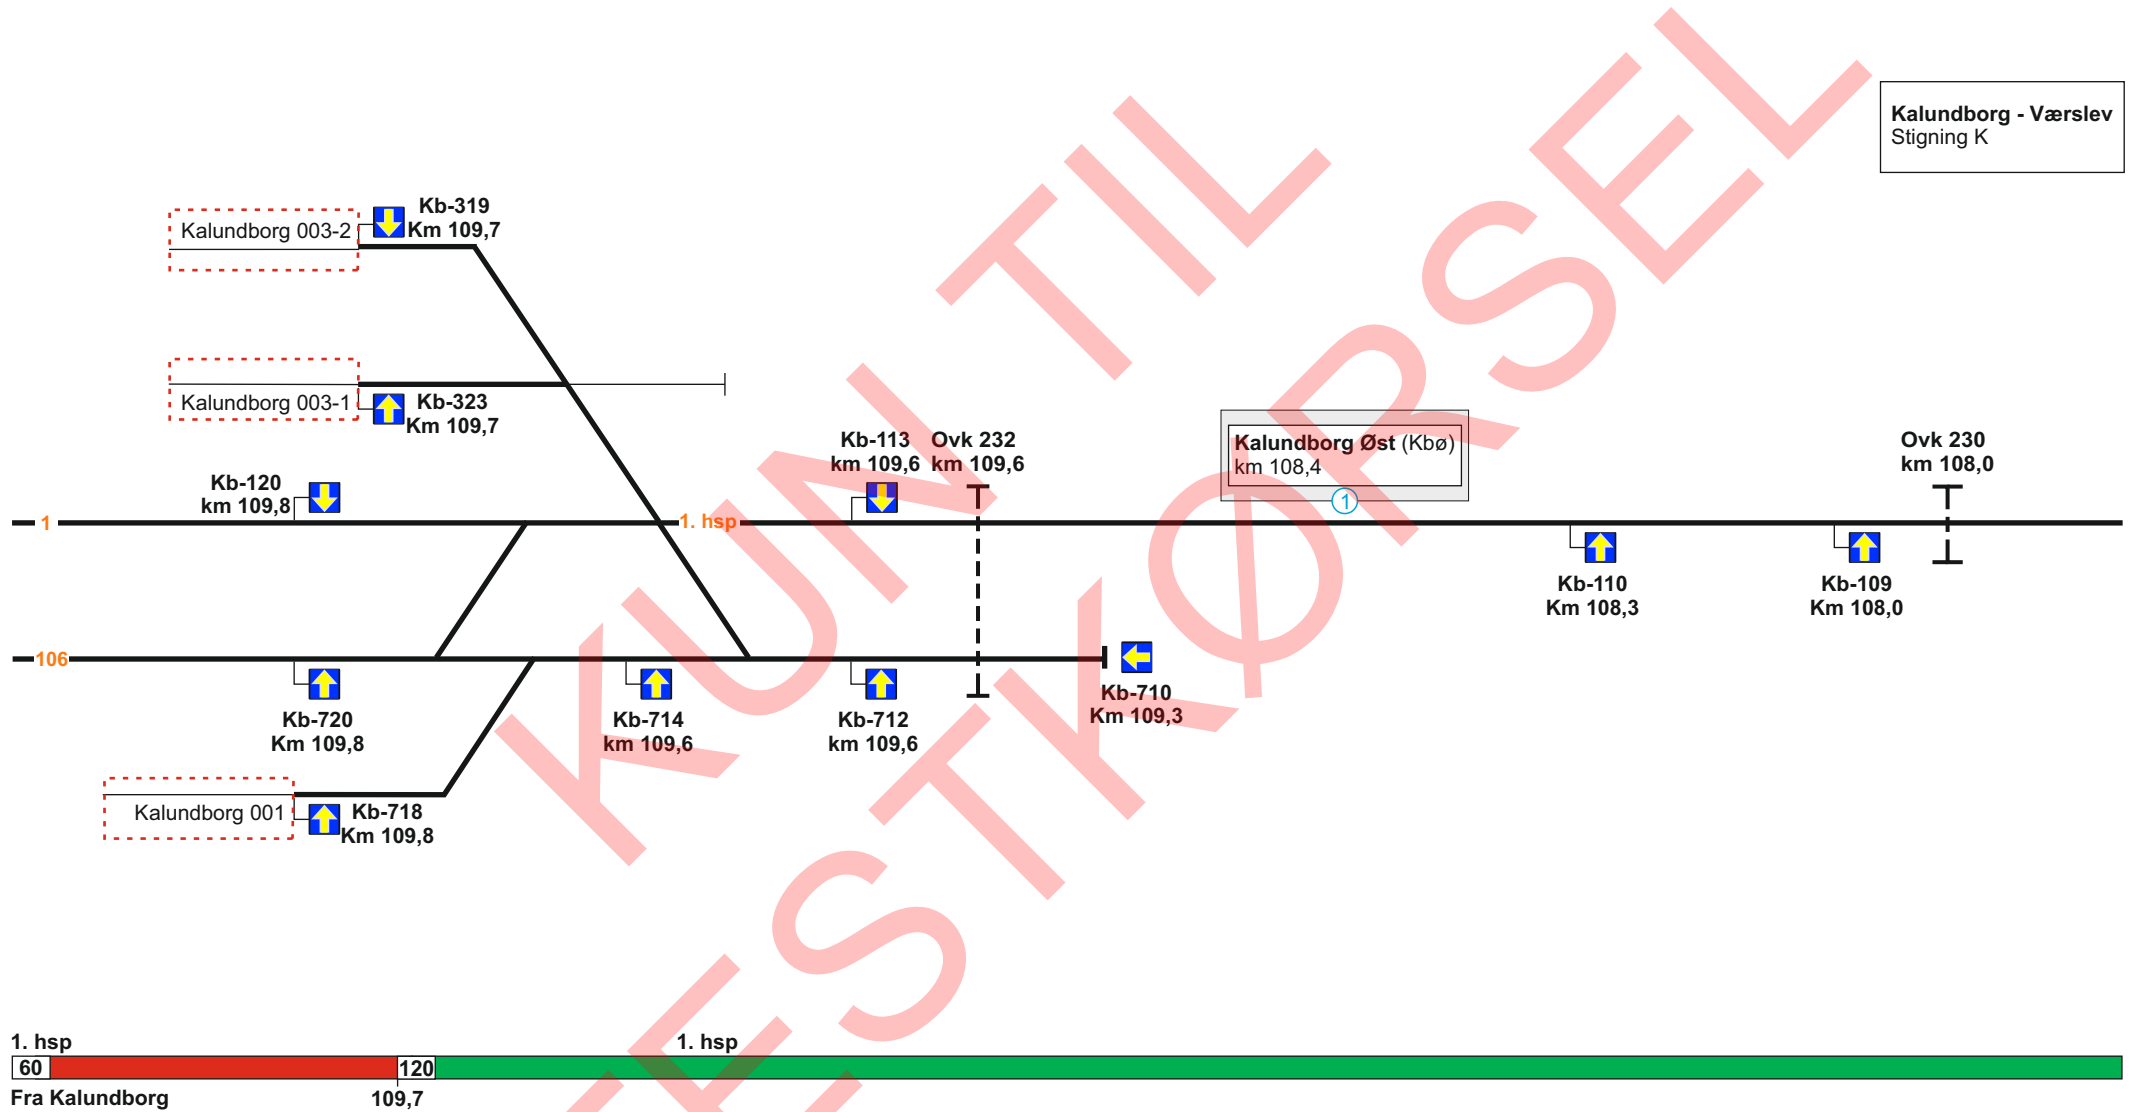 Kalundborg - Værslev
Stigning K
Kb-319
Km 109,7
Kalundborg 003-2
Kalundborg 003-1
Kb-323
Km 109,7
Kb-120
km 109,8
Kb-113
km 109,6
Ovk 232
km 109,6
Kalundborg Øst (Kbø)
km 108,4
1
Ovk 230
km 108,0
1
1. hsp
Kb-110
Km 108,3
Kb-109
Km 108,0
106
Kb-720
Km 109,8
Kb-714
km 109,6
Kb-712
km 109,6
Kb-710
Km 109,3
Kalundborg 001
Kb-718
Km 109,8
1. hsp
1. hsp
60
120
Fra Kalundborg
109,7
KUN TIL
ESTKØRSEL